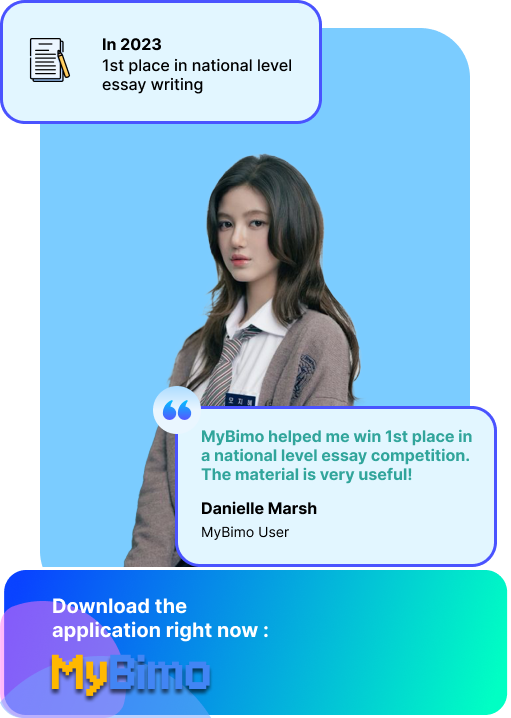 In 2023
1st place in national level
essay writing
모지혜
MyBimo helped me win 1st place in
a national level essay competition.
The material is very useful!
Danielle Marsh
MyBimo User
Download the
application right now :
MyBimo